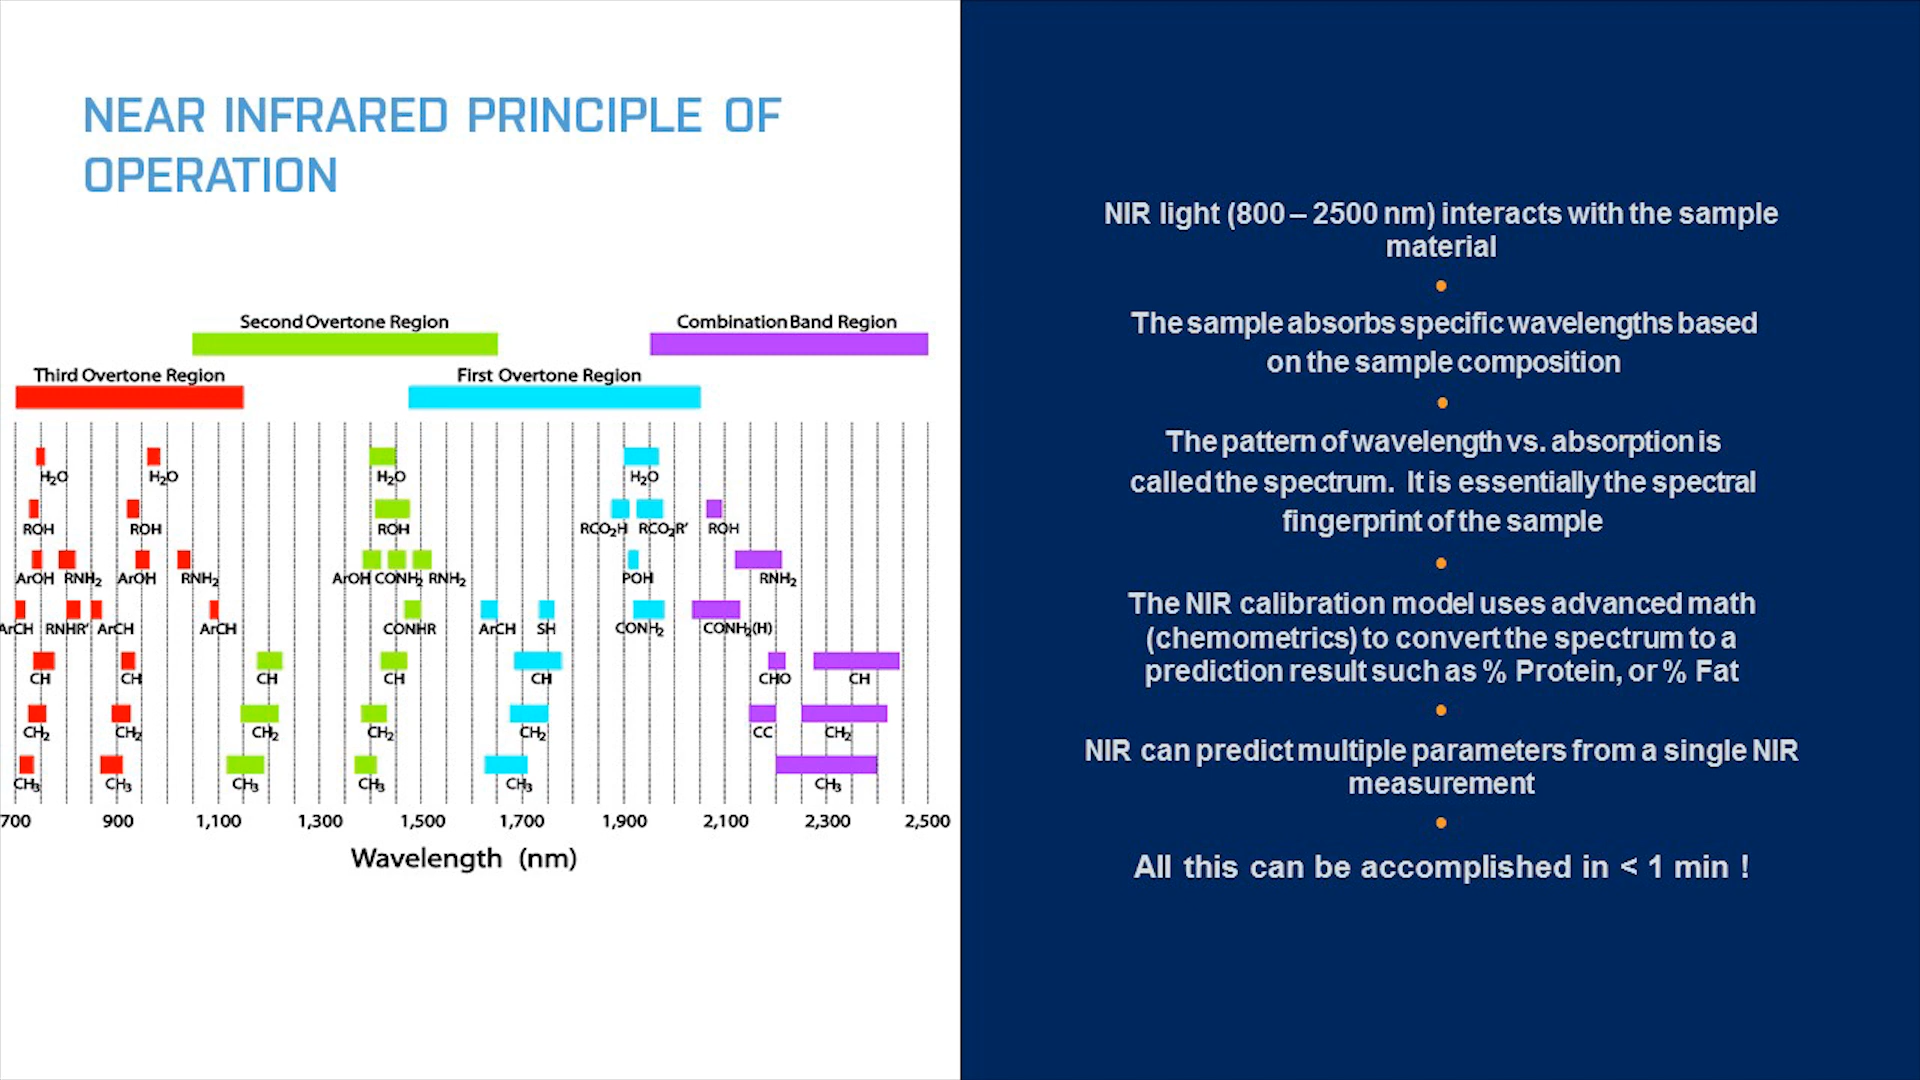 NEAR INFRARED PRINCIPLE OF
OPERATION
Second Overtone Region
Combination Band Region
Third Overtone Region
First Overtone Region
H₂O H₂O H₂O H₂O
ROH ROH ROH RCO₂H RCO₂R' ROH
ArOH RNH₂ ArOH RNH₂ ArOH CONH₂ RNH₂ POH RNH₂
ArCH RNHR' ArCH ArCH CONHR ArCH SH CONH₂ CONH₂(H)
CH CH CH CH CH CHO CH
CH₂ CH₂ CH₂ CH₂ CH₂ CC CH₂
CH₃ CH₃ CH₃ CH₃ CH₃ CH₃
700 900 1,100 1,300 1,500 1,700 1,900 2,100 2,300 2,500
Wavelength (nm)
NIR light (800 – 2500 nm) interacts with the sample
material
•
The sample absorbs specific wavelengths based
on the sample composition
•
The pattern of wavelength vs. absorption is
called the spectrum. It is essentially the spectral
fingerprint of the sample
•
The NIR calibration model uses advanced math
(chemometrics) to convert the spectrum to a
prediction result such as % Protein, or % Fat
•
NIR can predict multiple parameters from a single NIR
measurement
•
All this can be accomplished in < 1 min !